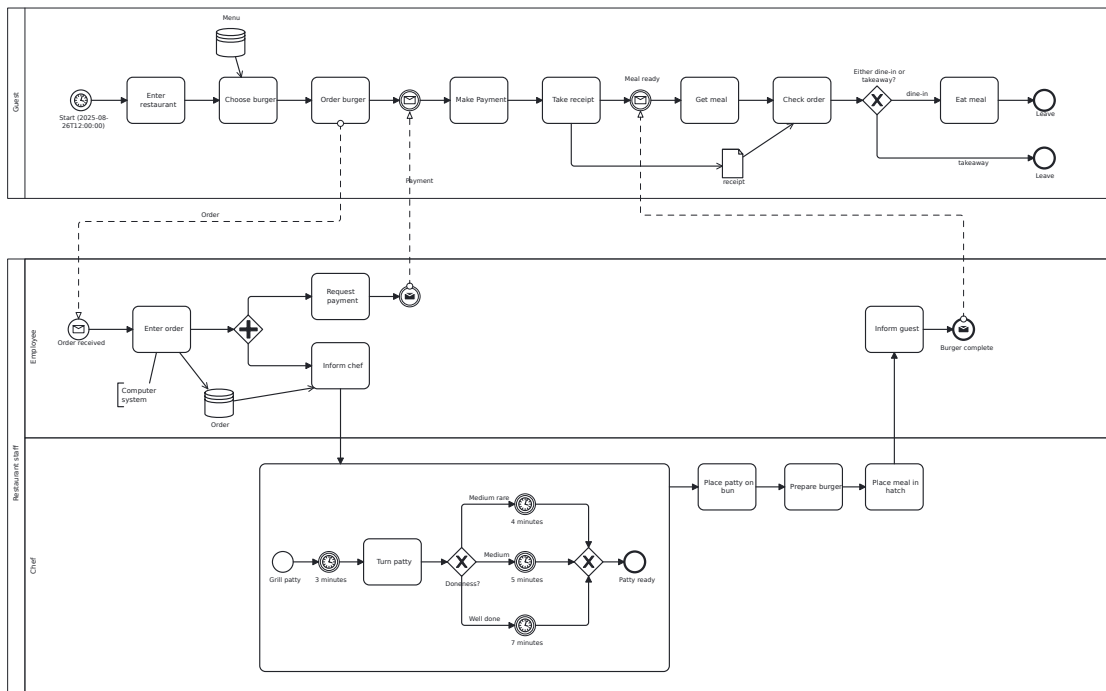 Menu
Guest
Enter
restaurant
Choose burger
Order burger
Make Payment
Take receipt
Meal ready
Get meal
Check order
Either dine-in or
takeaway?
dine-in
Eat meal
Leave
Start (2025-08-
26T12:00:00)
takeaway
Leave
receipt
Payment
Order
Restaurant staff
Employee
Request
payment
Order received
Enter order
Inform chef
Computer
system
Order
Inform guest
Burger complete
Chef
Place patty on
bun
Prepare burger
Place meal in
hatch
Medium rare
4 minutes
Grill patty
3 minutes
Turn patty
Doneness?
Medium
5 minutes
Patty ready
Well done
7 minutes